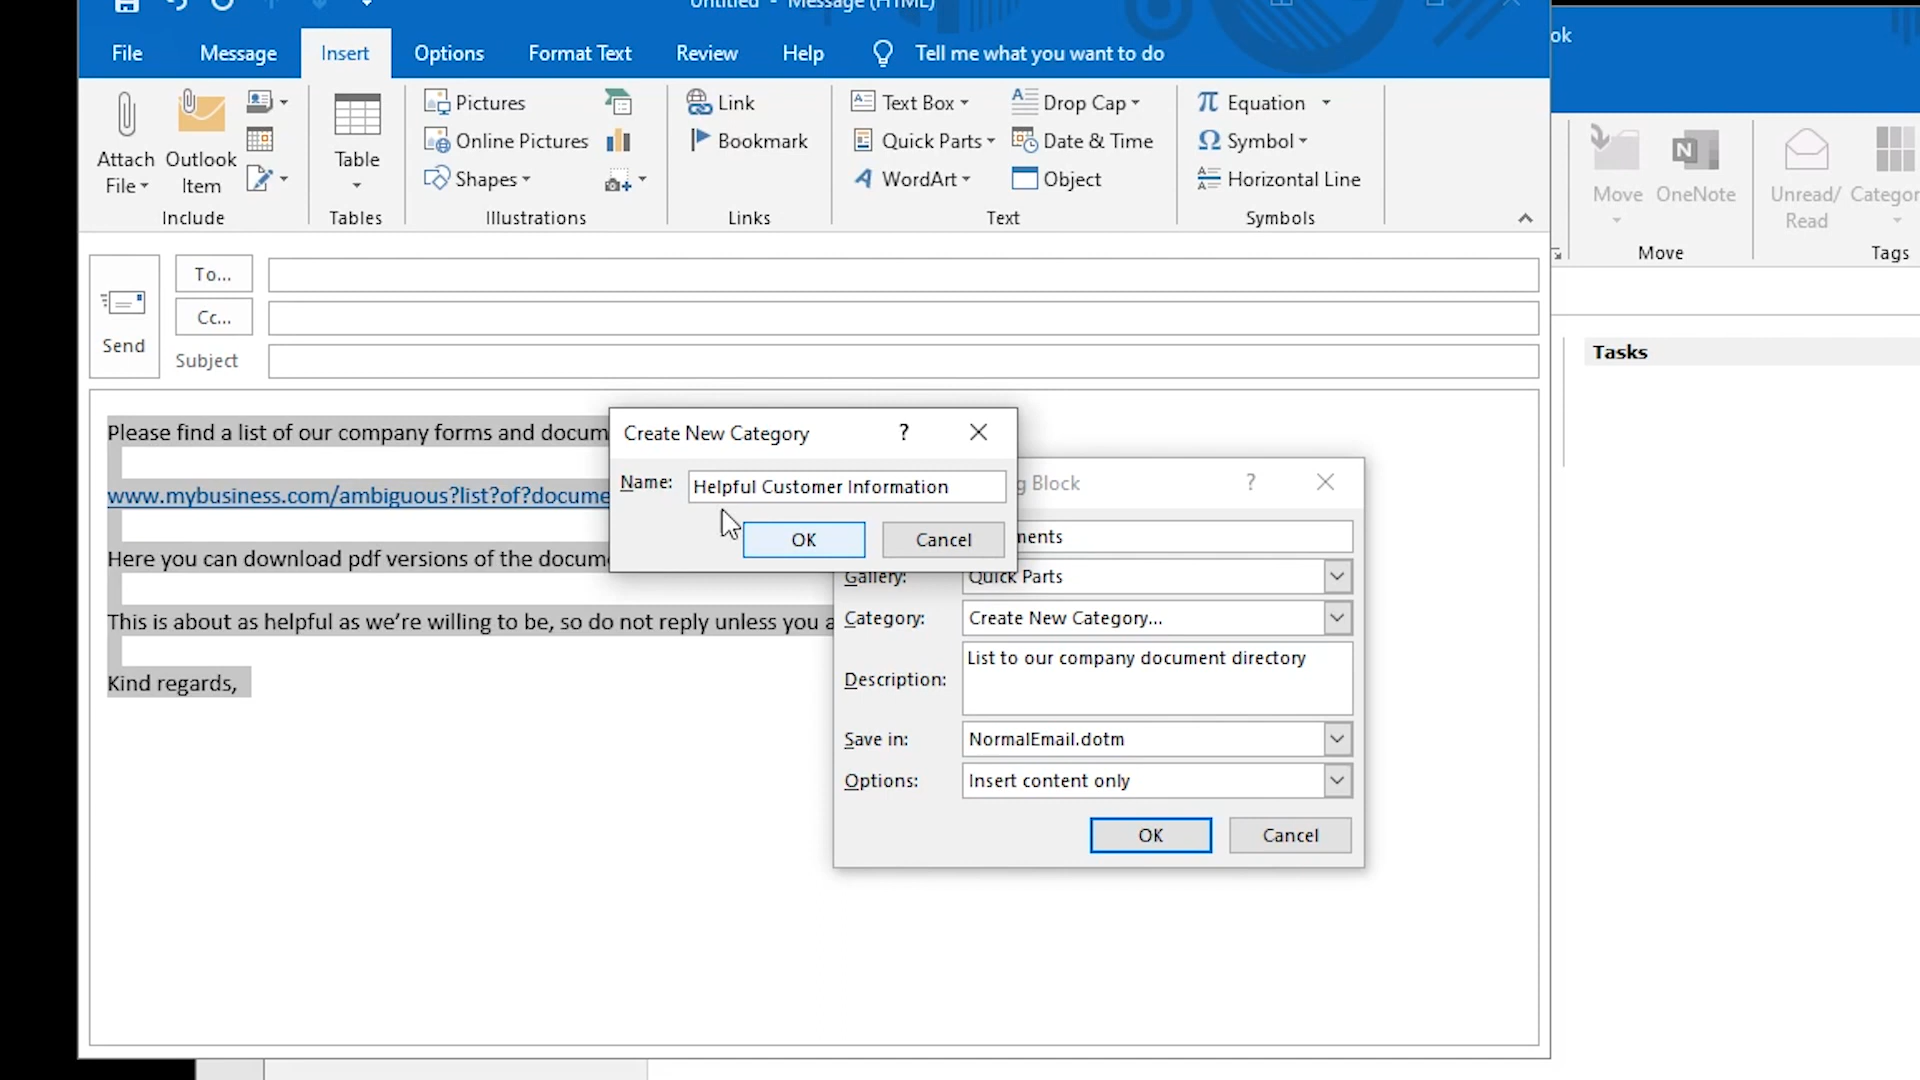 Untitled - Message (HTML)
File Message Insert Options Format Text Review Help Tell me what you want to do
ok
Attach File
Outlook Item
Include
Table
Tables
Pictures
Online Pictures
Shapes
Illustrations
Link
Bookmark
Links
Text Box
Quick Parts
WordArt
Drop Cap
Date & Time
Object
Text
Equation
Symbol
Horizontal Line
Symbols
Move
OneNote
Move
Unread/
Read
Categor
Tags
Send
To...
Cc...
Subject
Tasks
Please find a list of our company forms and docum
www.mybusiness.com/ambiguous?list?of?docume
Here you can download pdf versions of the docume
This is about as helpful as we're willing to be, so do not reply unless you a
Kind regards,
Create New Category ?
Name: Helpful Customer Information
OK Cancel
g Block ?
ments
Gallery: Quick Parts
Category: Create New Category...
Description: List to our company document directory
Save in: NormalEmail.dotm
Options: Insert content only
OK Cancel